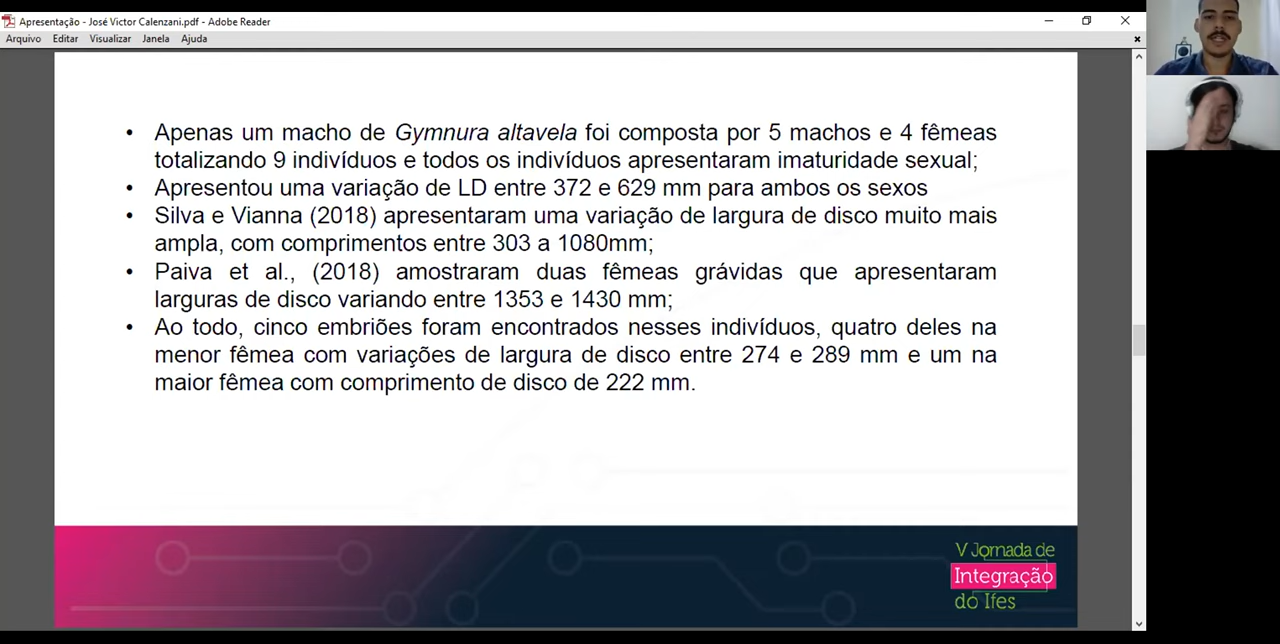 Apresentação - José Victor Calenzani.pdf - Adobe Reader
Arquivo Editar Visualizar Janela Ajuda
• Apenas um macho de Gymnura altavela foi composta por 5 machos e 4 fêmeas
totalizando 9 indivíduos e todos os indivíduos apresentaram imaturidade sexual;
• Apresentou uma variação de LD entre 372 e 629 mm para ambos os sexos
• Silva e Vianna (2018) apresentaram uma variação de largura de disco muito mais
ampla, com comprimentos entre 303 a 1080mm;
• Paiva et al., (2018) amostraram duas fêmeas grávidas que apresentaram
larguras de disco variando entre 1353 e 1430 mm;
• Ao todo, cinco embriões foram encontrados nesses indivíduos, quatro deles na
menor fêmea com variações de largura de disco entre 274 e 289 mm e um na
maior fêmea com comprimento de disco de 222 mm.
V Jornada de
Integração
do Ifes